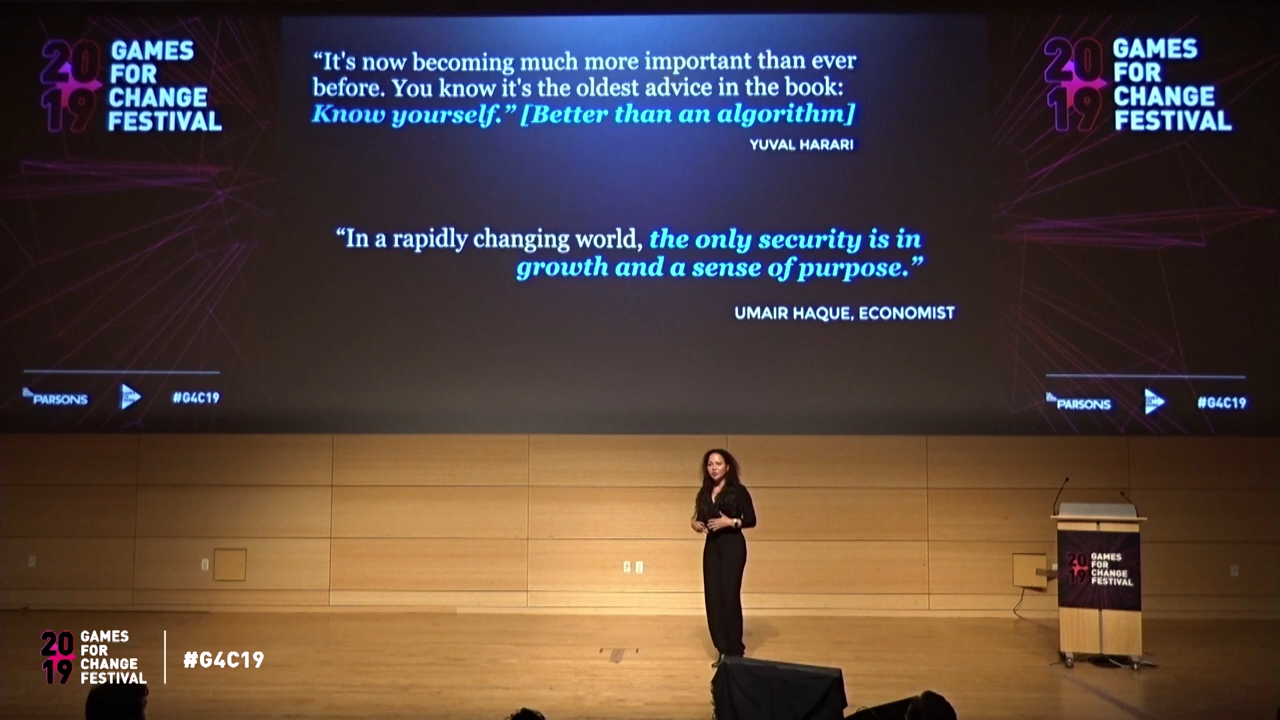 20
19
GAMES
FOR
CHANGE
FESTIVAL
“It's now becoming much more important than ever
before. You know it's the oldest advice in the book:
Know yourself.” [Better than an algorithm]
YUVAL HARARI
“In a rapidly changing world, the only security is in
growth and a sense of purpose.”
UMAIR HAQUE, ECONOMIST
PARSONS
#G4C19
20
19
GAMES
FOR
CHANGE
FESTIVAL
PARSONS
#G4C19
20
19
GAMES
FOR
CHANGE
FESTIVAL
20
19
GAMES
FOR
CHANGE
FESTIVAL
#G4C19